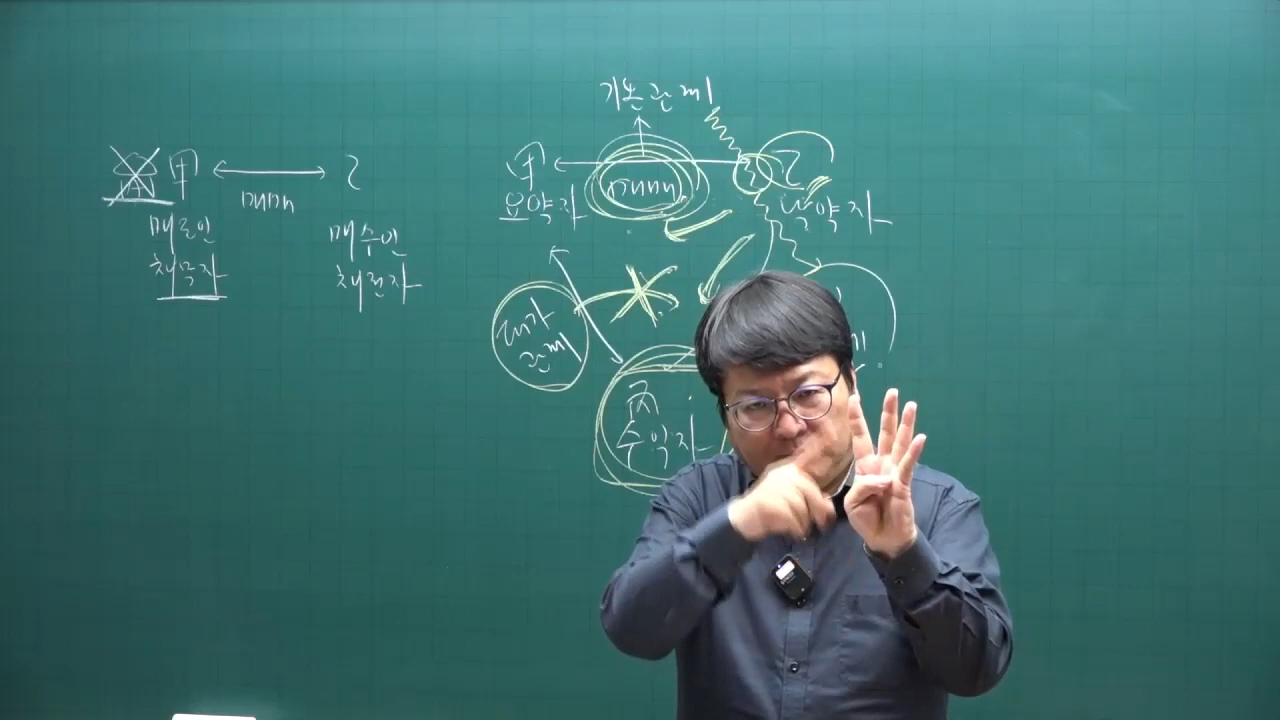 甲 ←→ 乙
매매
매도인
채무자
매수인
채권자
기본관계
甲 ←
매매
乙
요약자
낙약자
대가
관계
丙
수약자